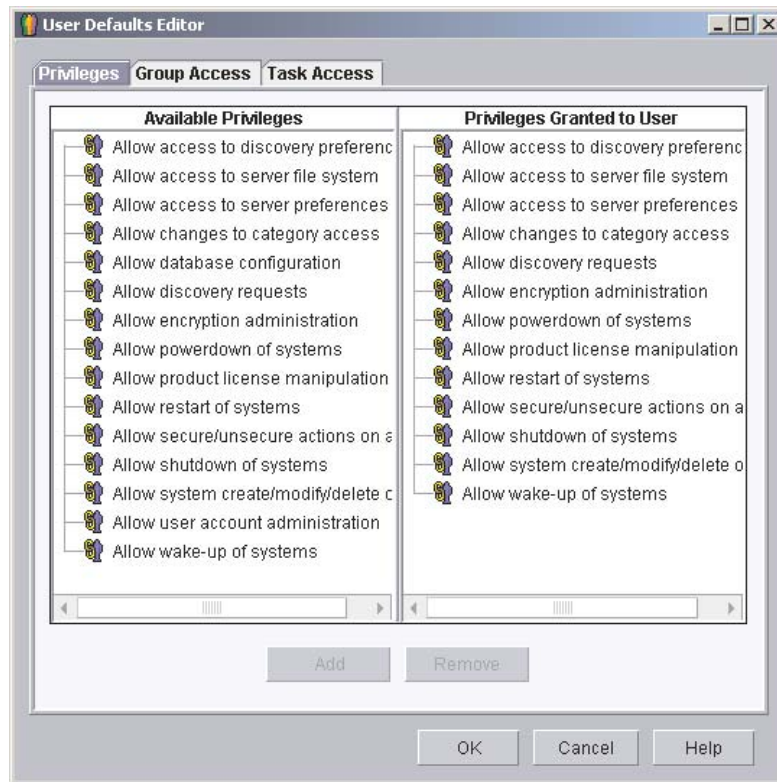 User Defaults Editor
Privileges Group Access Task Access
Available Privileges
Allow access to discovery preferenc
Allow access to server file system
Allow access to server preferences
Allow changes to category access
Allow database configuration
Allow discovery requests
Allow encryption administration
Allow powerdown of systems
Allow product license manipulation
Allow restart of systems
Allow secure/unsecure actions on a
Allow shutdown of systems
Allow system create/modify/delete o
Allow user account administration
Allow wake-up of systems
Privileges Granted to User
Allow access to discovery preferenc
Allow access to server file system
Allow access to server preferences
Allow changes to category access
Allow discovery requests
Allow encryption administration
Allow powerdown of systems
Allow product license manipulation
Allow restart of systems
Allow secure/unsecure actions on a
Allow shutdown of systems
Allow system create/modify/delete o
Allow wake-up of systems
Add Remove
OK Cancel Help